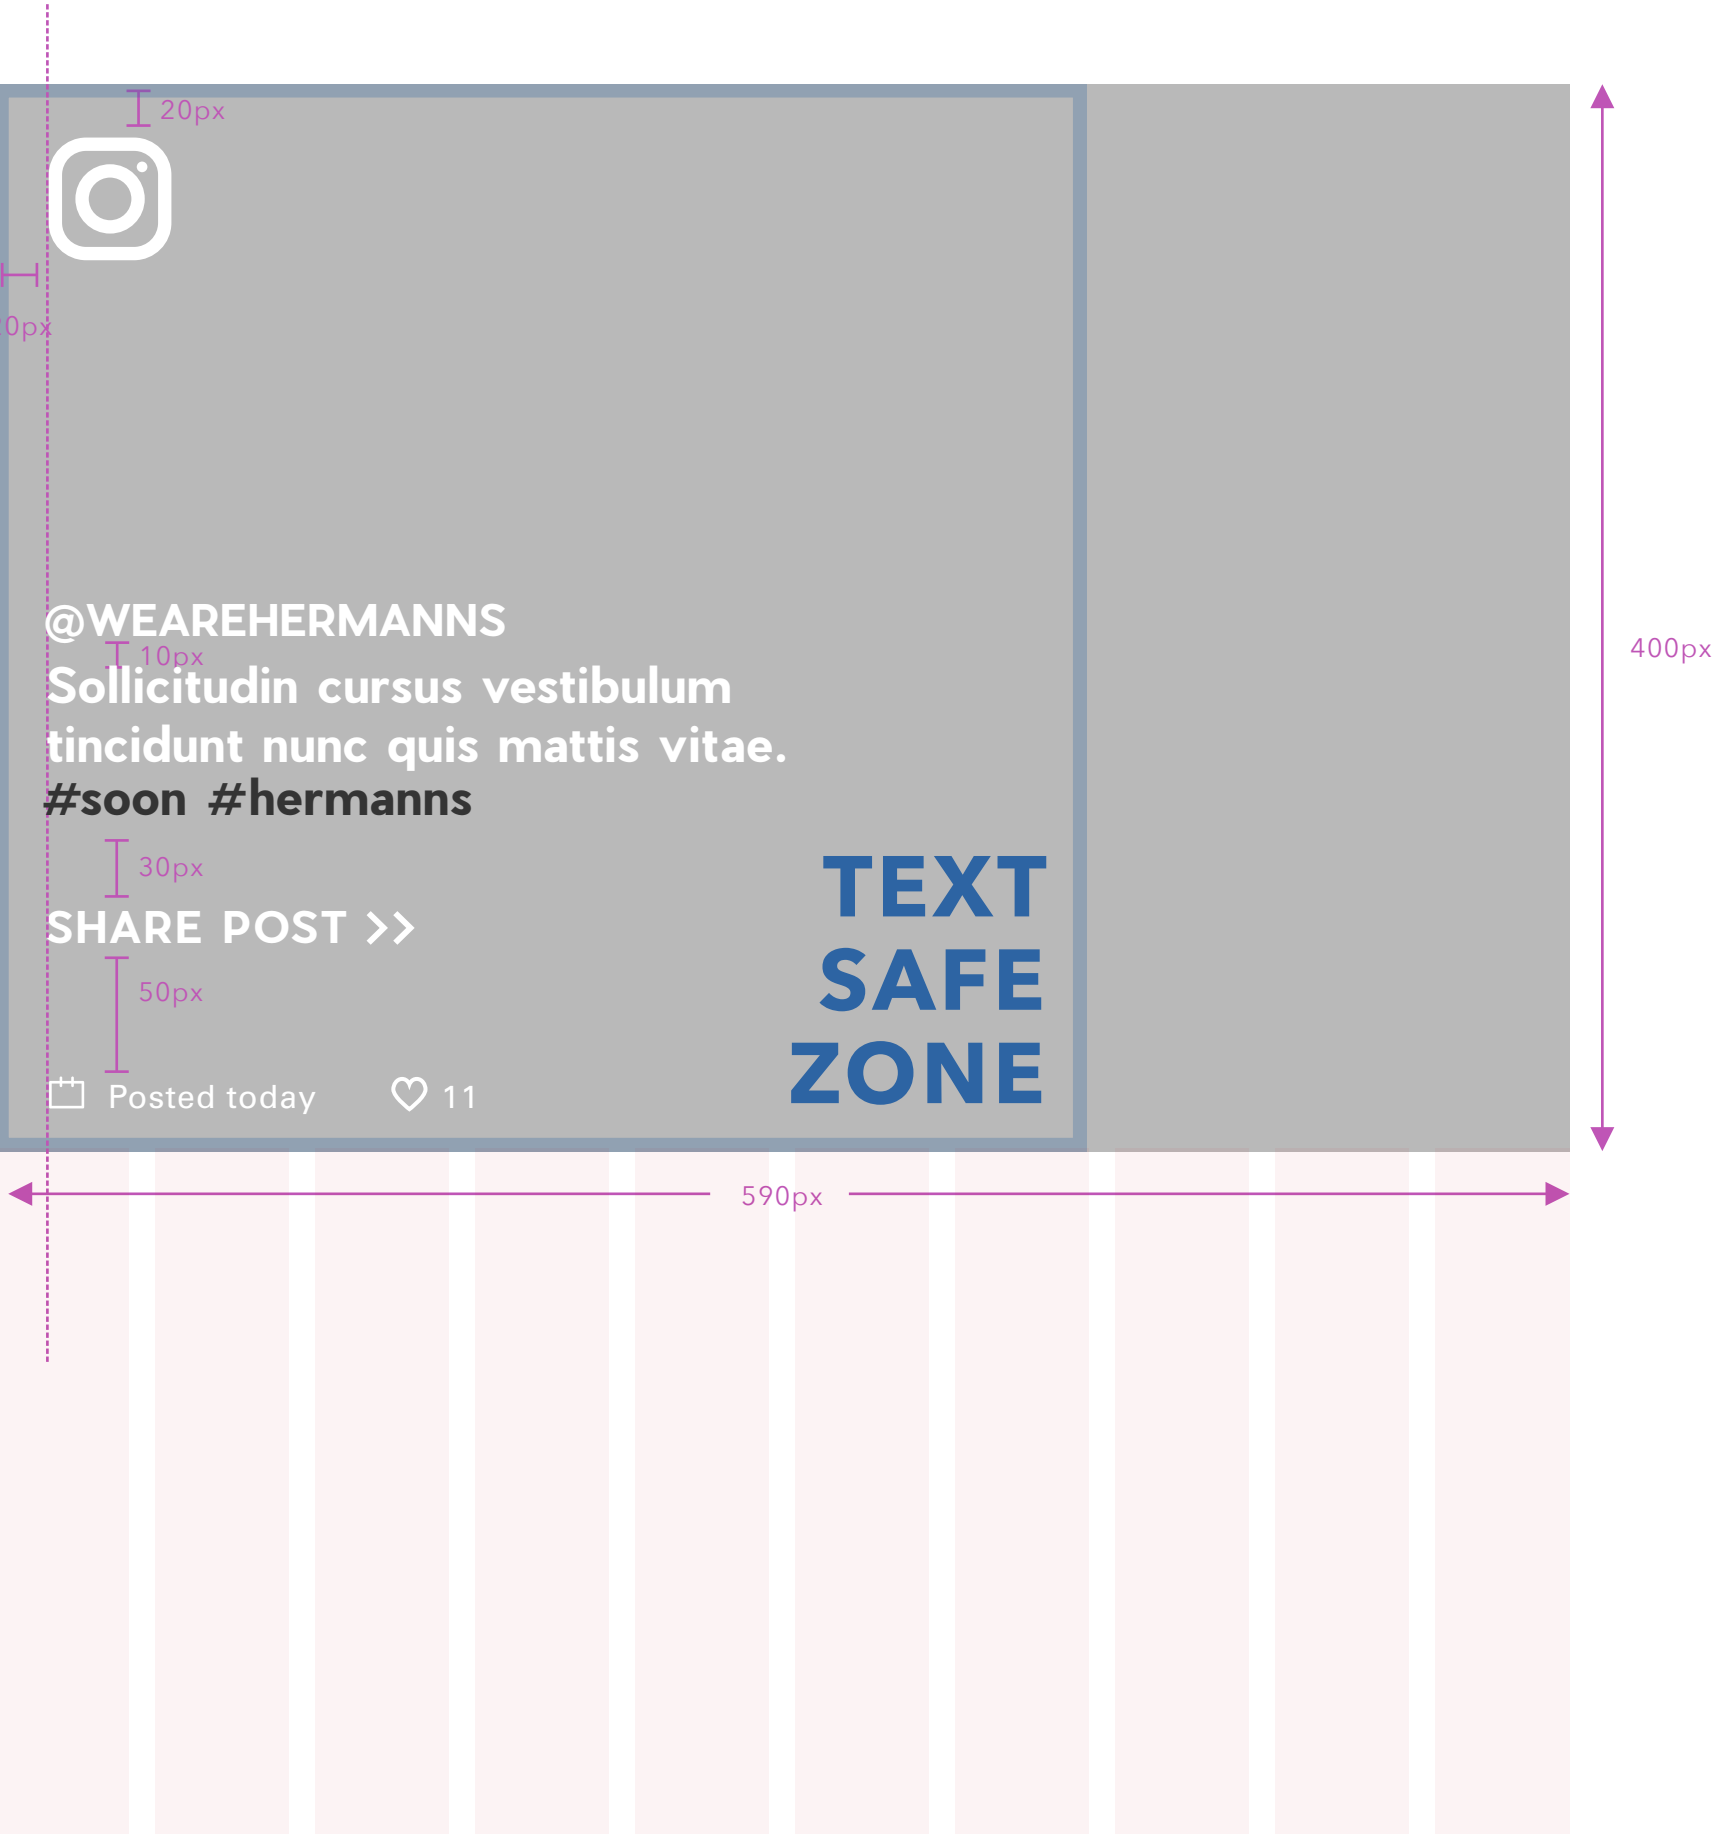 20px
0px
@WEAREHERMANNS
10px
400px
Sollicitudin cursus vestibulum
tincidunt nunc quis mattis vitae.
#soon #hermanns
30px
TEXT
SHARE POST >>
SAFE
50px
ZONE
Posted today 11
590px